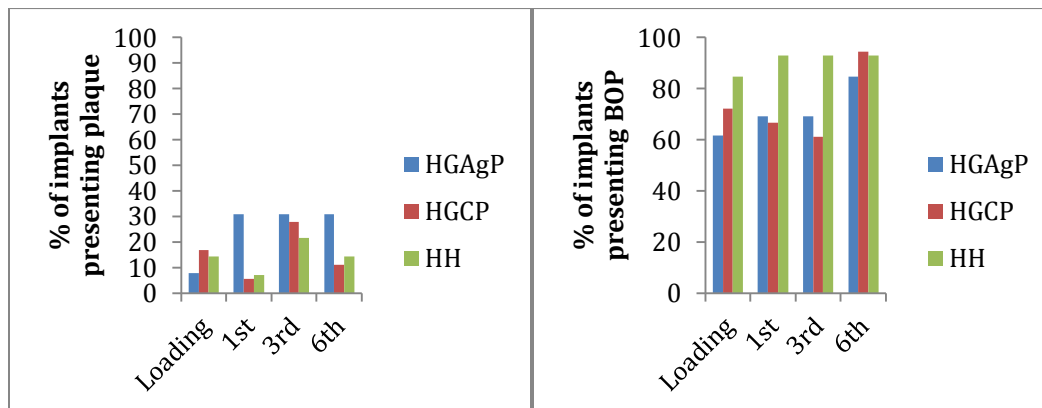 % of implants
presenting plaque
100
90
80
70
60
50
40
30
20
10
0
Loading
1st
3rd
6th
HGAgP
HGCP
HH
% of implants
presenting BOP
100
80
60
40
20
0
Loading
1st
3rd
6th
HGAgP
HGCP
HH